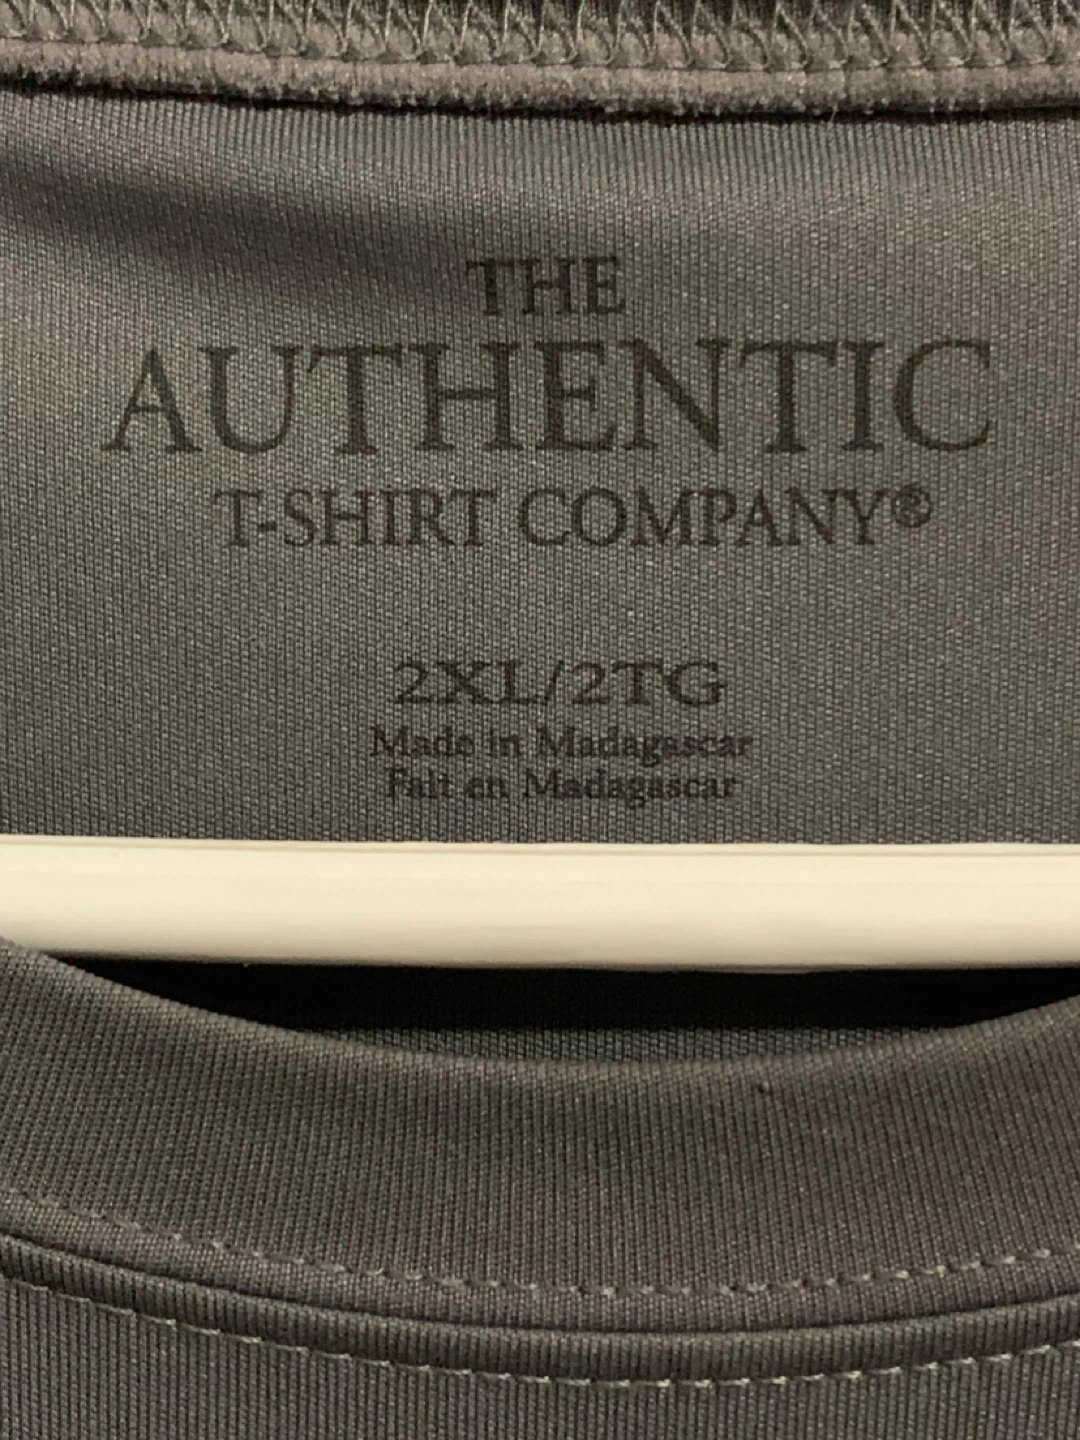 THE
AUTHENTIC
T-SHIRT COMPANY®
2XL/2TG
Made in Madagascar
Fait en Madagascar